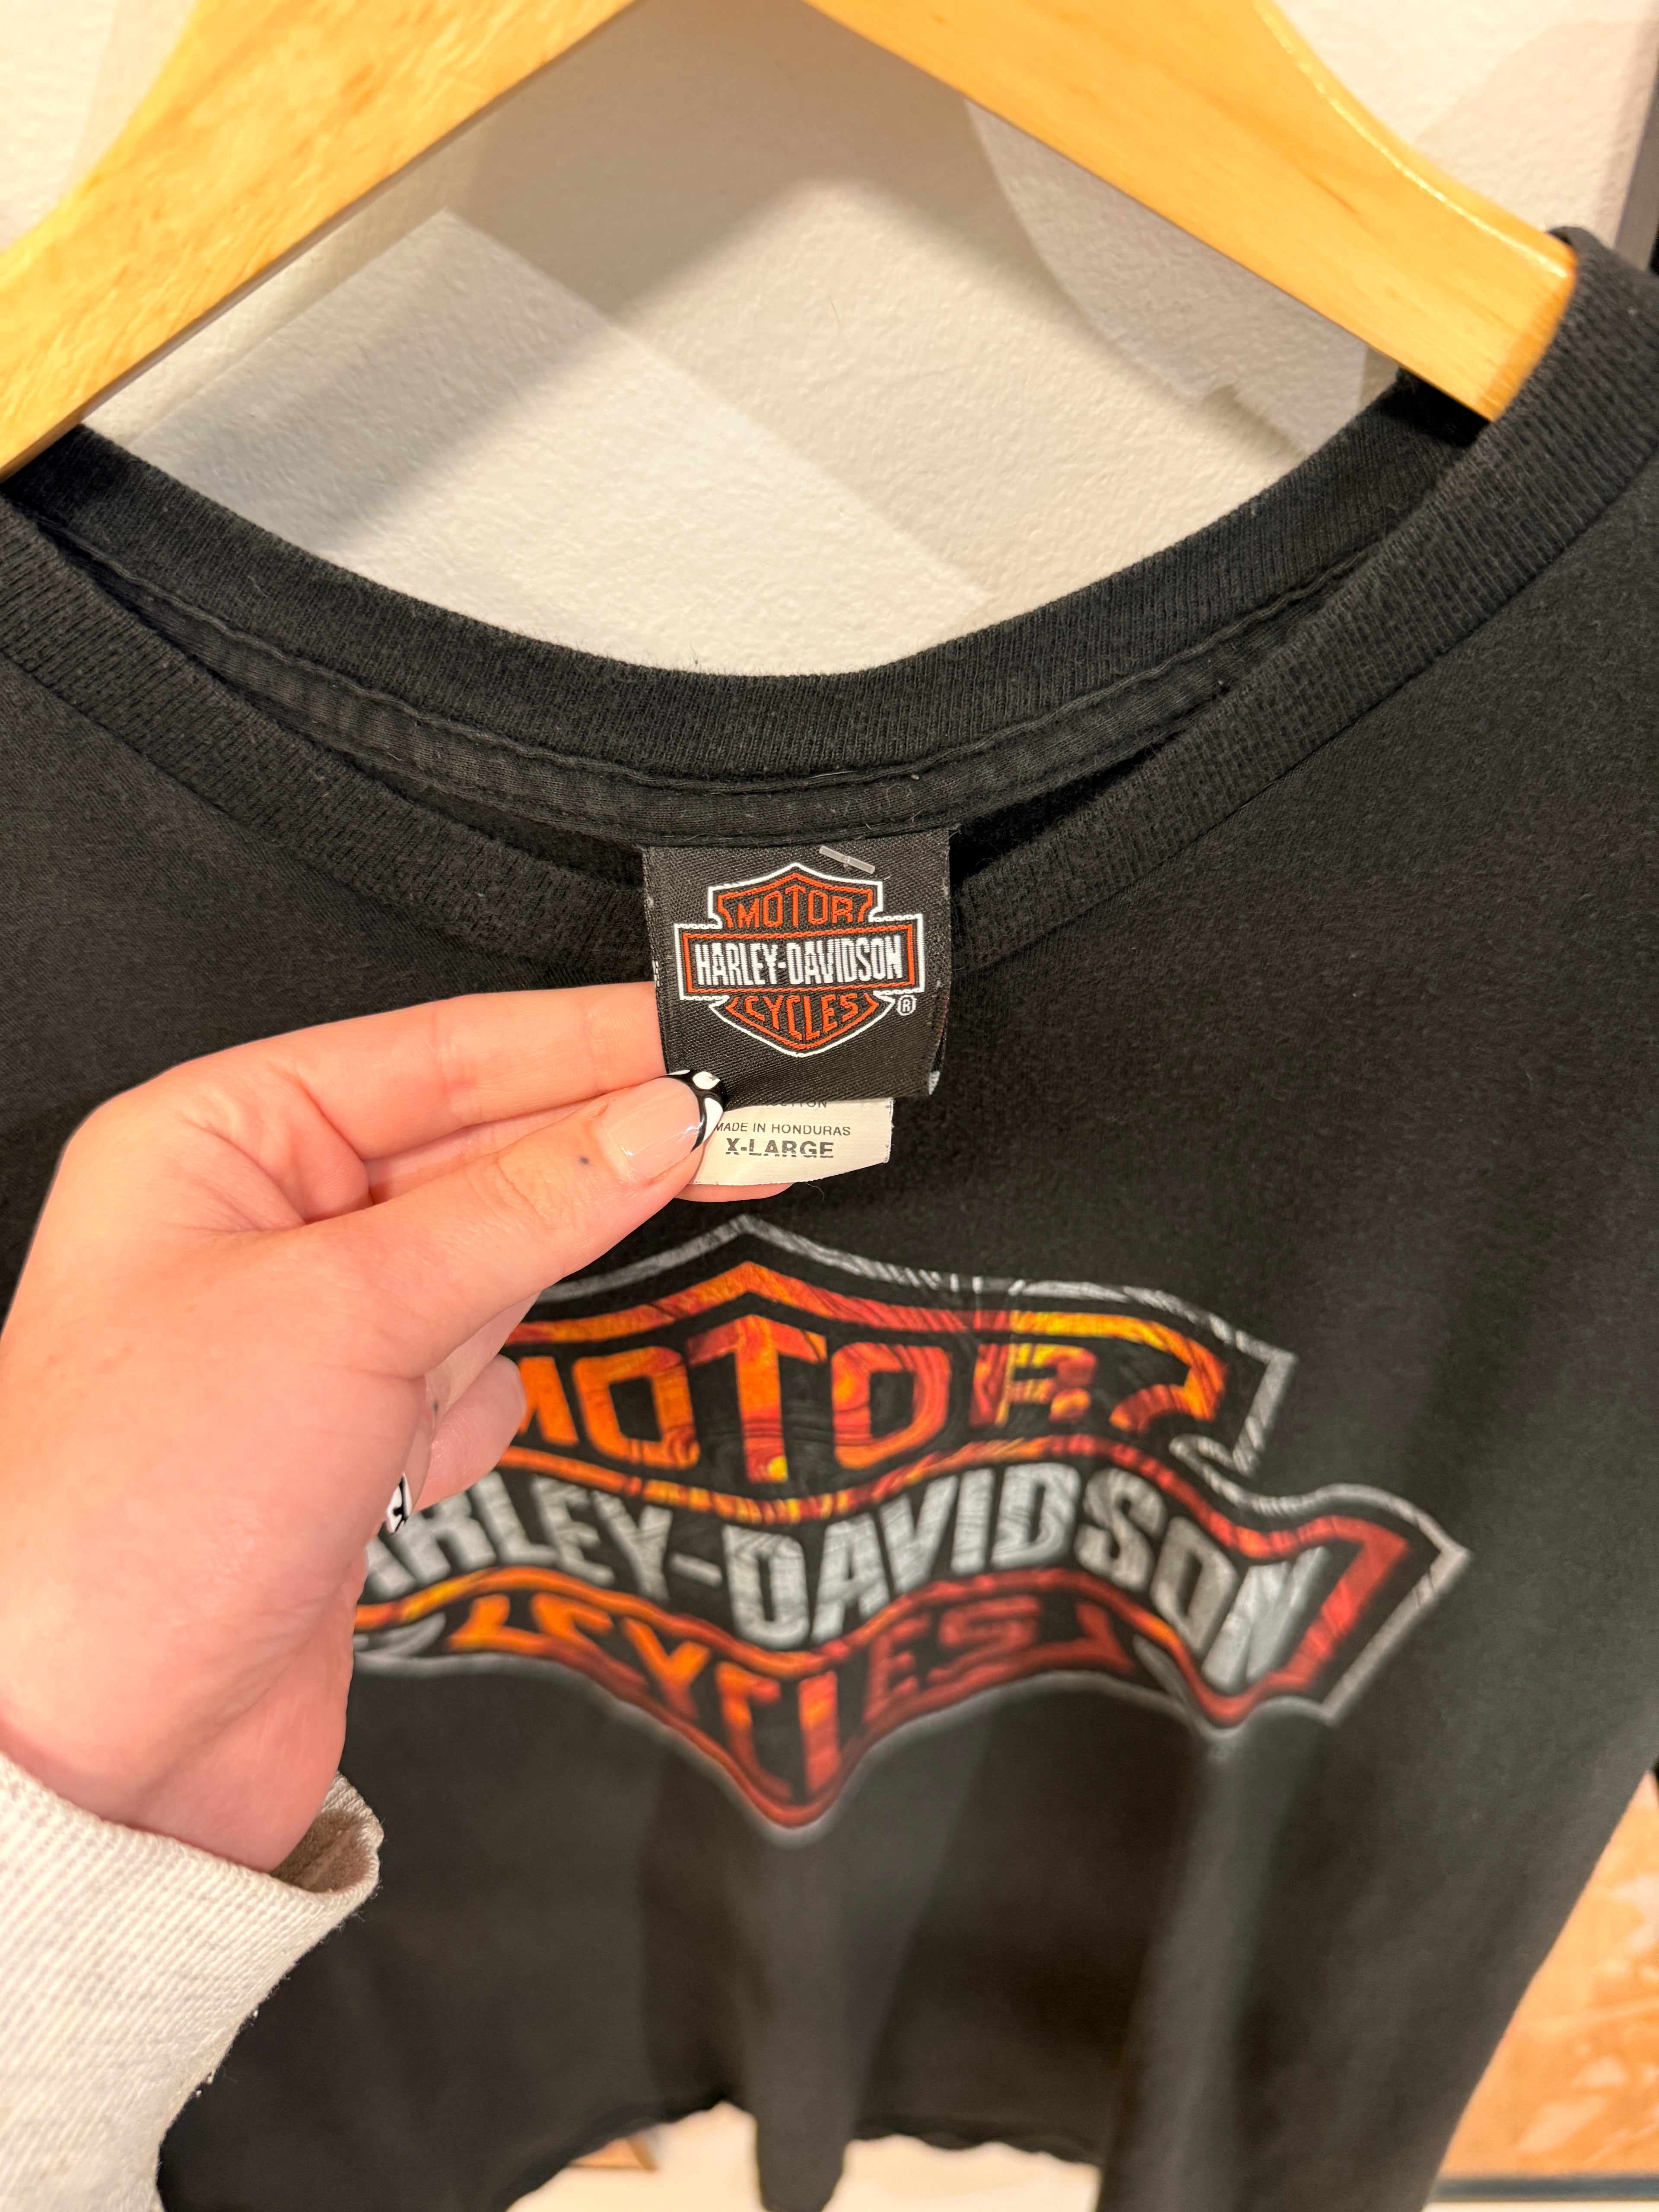 MOTOR
HARLEY-DAVIDSON
CYCLES
®
MADE IN HONDURAS
X-LARGE
MOTOR
HARLEY-DAVIDSON
CYCLES